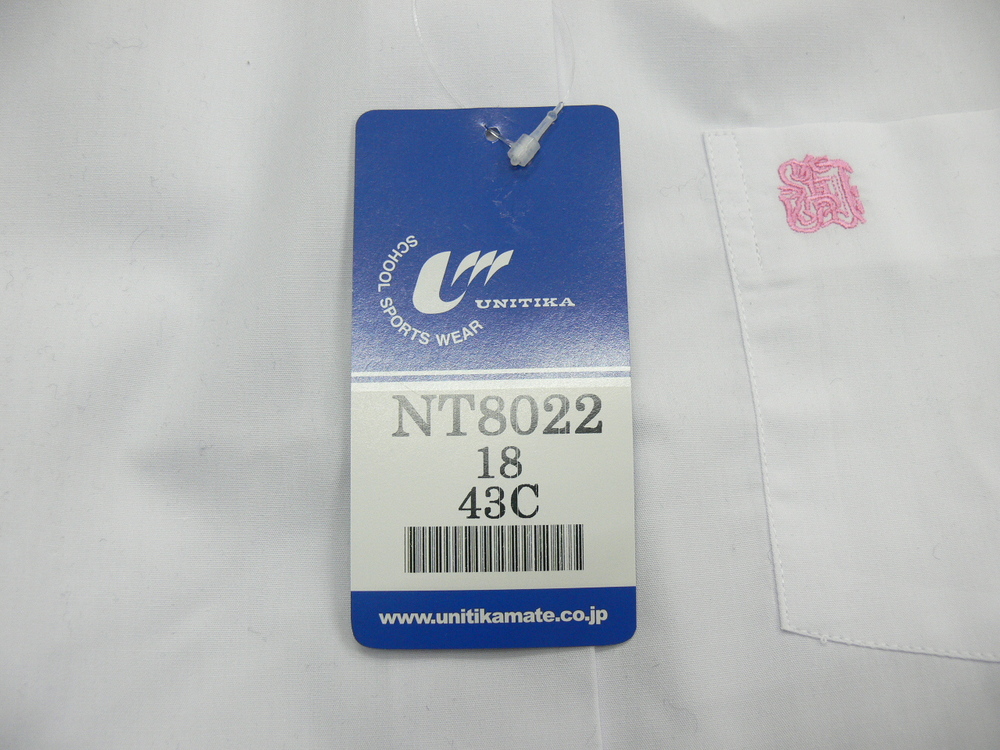 SCHOOL SPORTS WEAR
UNITIKA
NT8022
18
43C
www.unitikamate.co.jp